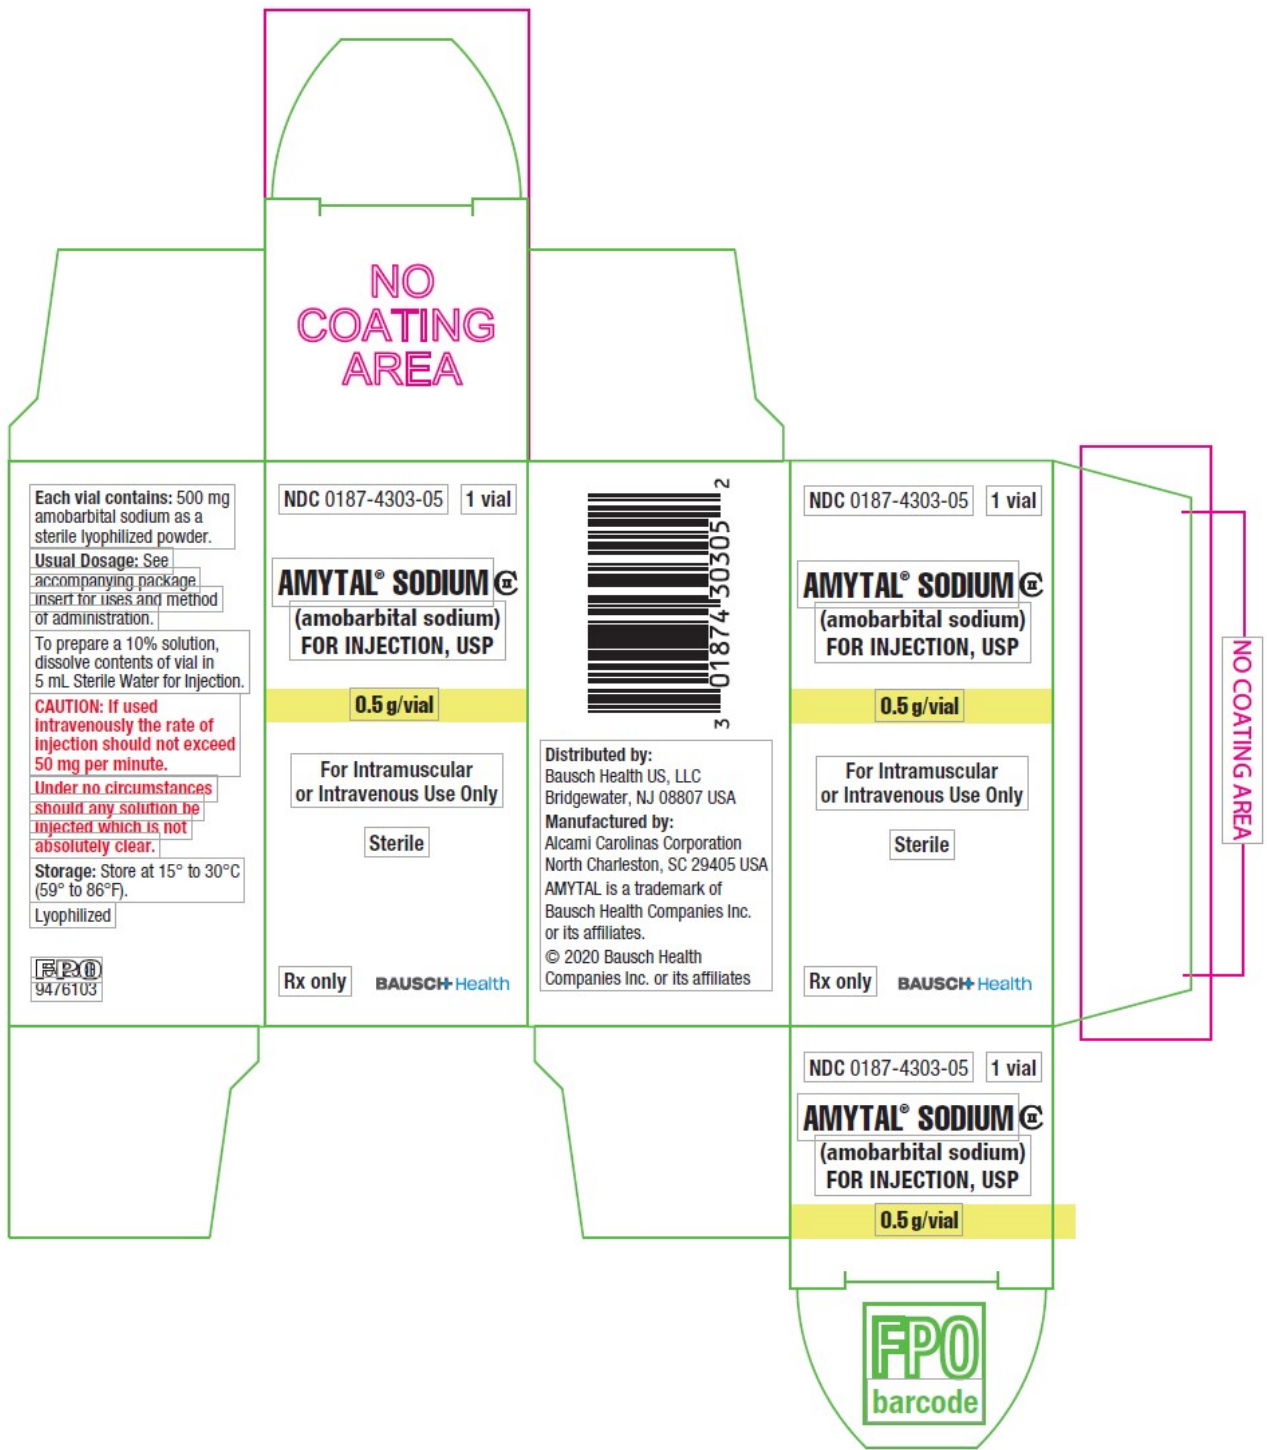 NO
COATING
AREA
Each vial contains: 500 mg
amobarbital sodium as a
sterile lyophilized powder.
Usual Dosage: See
accompanying package
insert for uses and method
of administration.
To prepare a 10% solution,
dissolve contents of vial in
5 mL Sterile Water for Injection.
CAUTION: If used
intravenously the rate of
injection should not exceed
50 mg per minute.
Under no circumstances
should any solution be
injected which is not
absolutely clear.
Storage: Store at 15° to 30°C
(59° to 86°F).
Lyophilized
FPO
9476103
NDC 0187-4303-05 1 vial
AMYTAL® SODIUM CII
(amobarbital sodium)
FOR INJECTION, USP
0.5 g/vial
For Intramuscular
or Intravenous Use Only
Sterile
Rx only BAUSCH+Health
3 01874 30305 2
Distributed by:
Bausch Health US, LLC
Bridgewater, NJ 08807 USA
Manufactured by:
Alcami Carolinas Corporation
North Charleston, SC 29405 USA
AMYTAL is a trademark of
Bausch Health Companies Inc.
or its affiliates.
© 2020 Bausch Health
Companies Inc. or its affiliates
NDC 0187-4303-05 1 vial
AMYTAL® SODIUM CII
(amobarbital sodium)
FOR INJECTION, USP
0.5 g/vial
For Intramuscular
or Intravenous Use Only
Sterile
Rx only BAUSCH+Health
NO COATING AREA
NDC 0187-4303-05 1 vial
AMYTAL® SODIUM CII
(amobarbital sodium)
FOR INJECTION, USP
0.5 g/vial
FPO
barcode